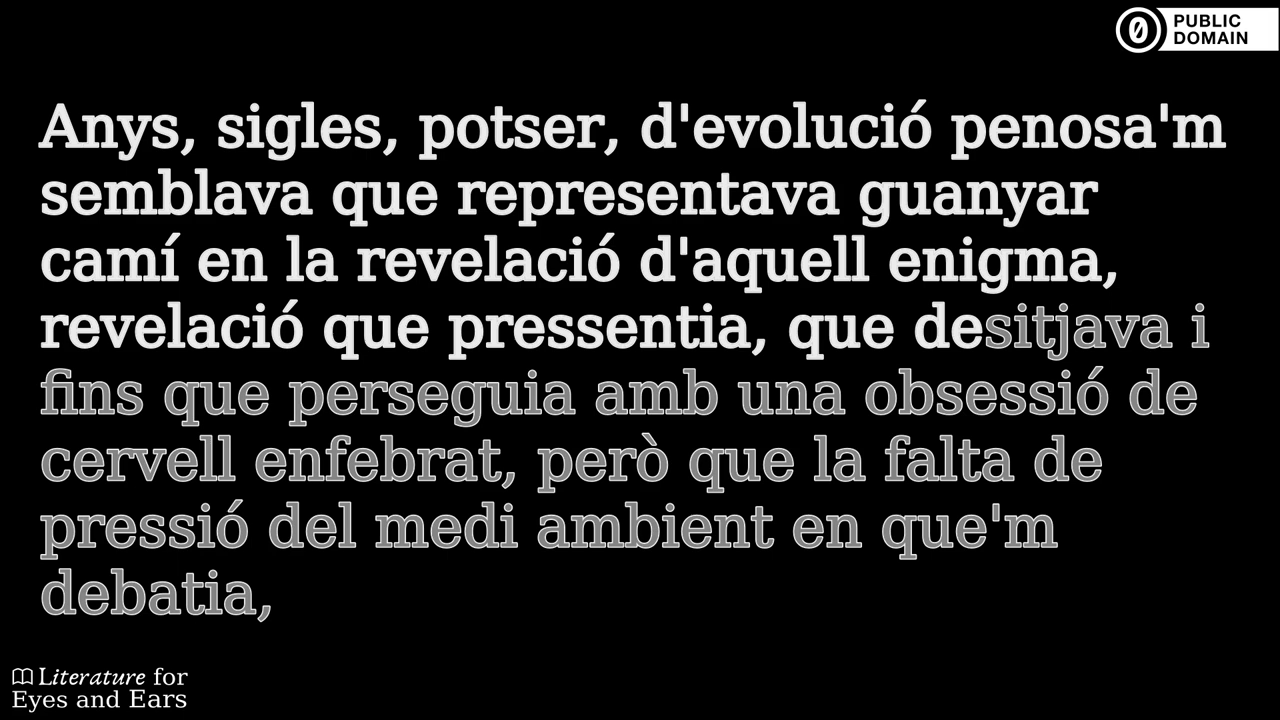 PUBLIC
DOMAIN
Anys, sigles, potser, d'evolució penosa'm
semblava que representava guanyar
camí en la revelació d'aquell enigma,
revelació que pressentia, que desitjava i
fins que perseguia amb una obsessió de
cervell enfebrat, però que la falta de
pressió del medi ambient en que'm
debatia,
Literature for
Eyes and Ears